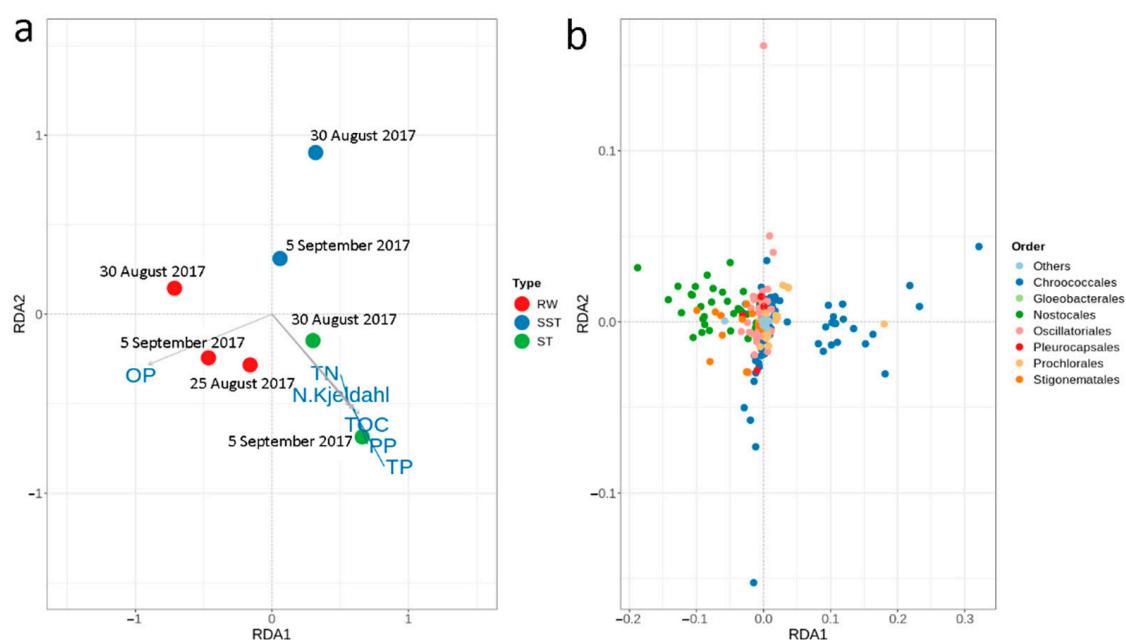 a
30 August 2017
5 September 2017
30 August 2017
30 August 2017
5 September 2017
25 August 2017
OP
TN
N.Kjeldahl
TOC
5 September 2017
PP
TP
1
0
−1
−1
0
1
RDA1
RDA2
Type
RW
SST
ST
b
0.1
0.0
−0.1
−0.2
−0.1
0.0
0.1
0.2
0.3
RDA1
RDA2
Order
Others
Chroococcales
Gloeobacterales
Nostocales
Oscillatoriales
Pleurocapsales
Prochlorales
Stigonematales